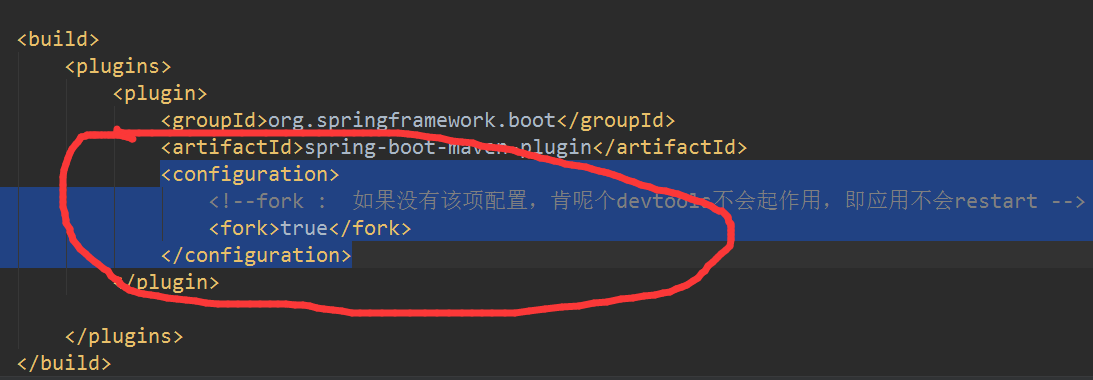 <build>
<plugins>
<plugin>
<groupId>org.springframework.boot</groupId>
<artifactId>spring-boot-maven-plugin</artifactId>
<configuration>
<!--fork :  如果没有该项配置，肯呢个devtools不会起作用，即应用不会restart -->
<fork>true</fork>
</configuration>
</plugin>
</plugins>
</build>